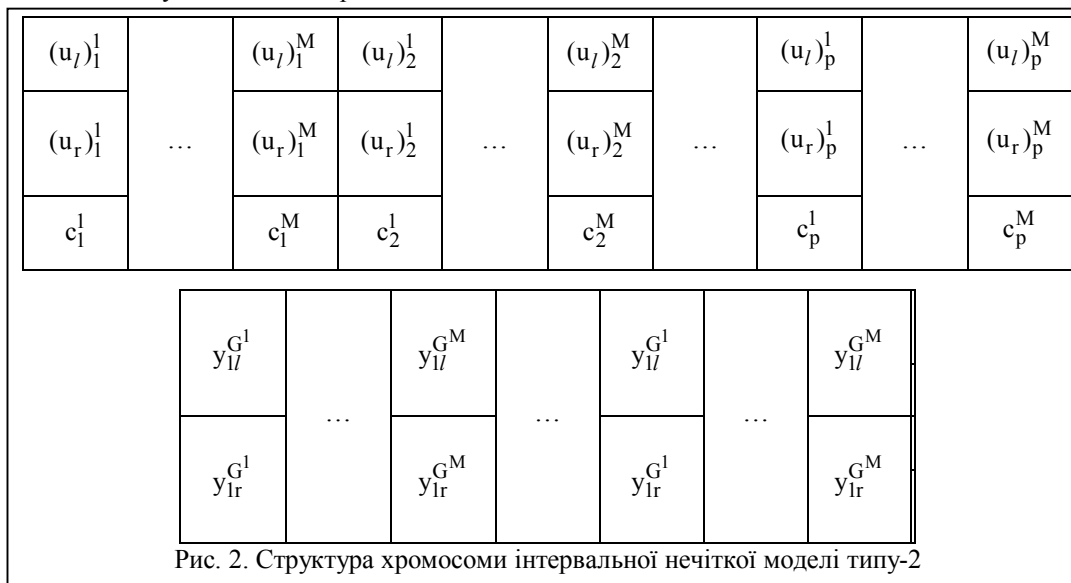 (u_l)_1^1 (u_l)_1^M (u_l)_2^1 (u_l)_2^M (u_l)_p^1 (u_l)_p^M
(u_r)_1^1 … (u_r)_1^M (u_r)_2^1 … (u_r)_2^M … (u_r)_p^1 … (u_r)_p^M
c_1^1 c_1^M c_2^1 c_2^M c_p^1 c_p^M
y_{1l}^{G^1} y_{1l}^{G^M} y_{1l}^{G^1} y_{1l}^{G^M}
… … …
y_{1r}^{G^1} y_{1r}^{G^M} y_{1r}^{G^1} y_{1r}^{G^M}
Рис. 2. Структура хромосоми інтервальної нечіткої моделі типу-2